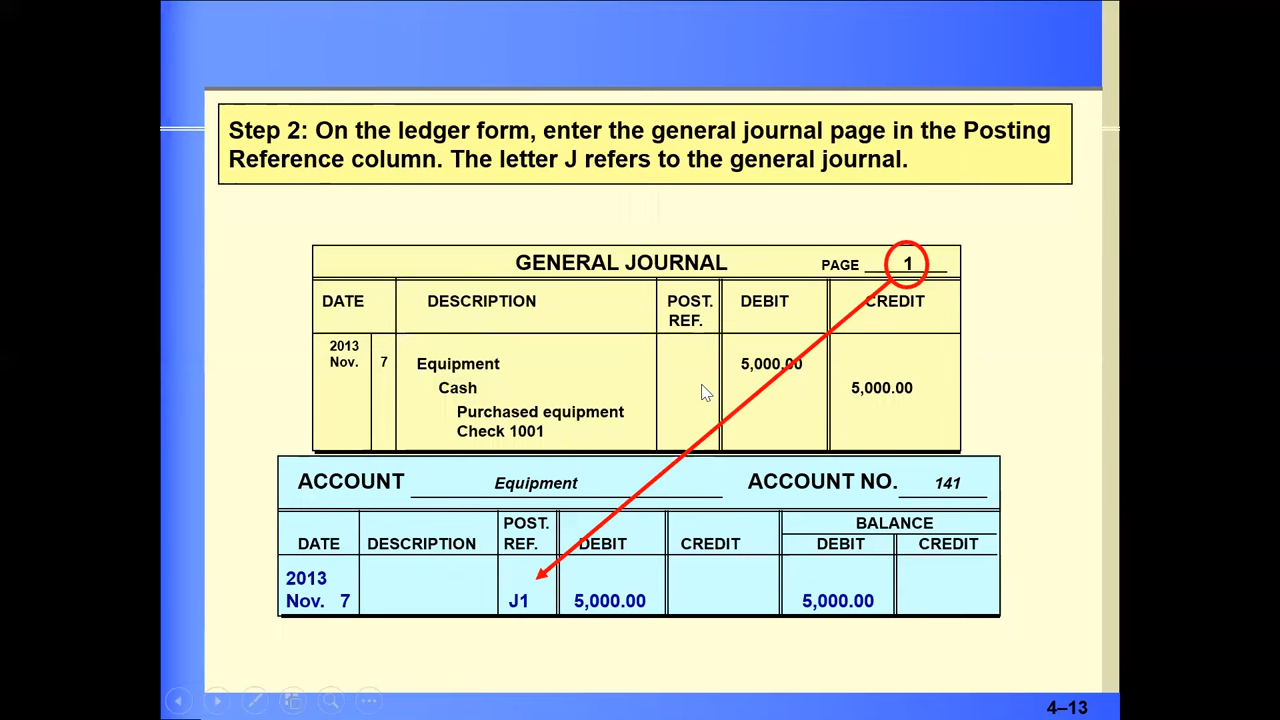 Step 2: On the ledger form, enter the general journal page in the Posting
Reference column. The letter J refers to the general journal.
GENERAL JOURNAL PAGE 1
DATE DESCRIPTION POST. REF. DEBIT CREDIT
2013
Nov. 7 Equipment 5,000.00
Cash 5,000.00
Purchased equipment
Check 1001
ACCOUNT Equipment ACCOUNT NO. 141
POST. BALANCE
DATE DESCRIPTION REF. DEBIT CREDIT DEBIT CREDIT
2013
Nov. 7 J1 5,000.00 5,000.00
4–13